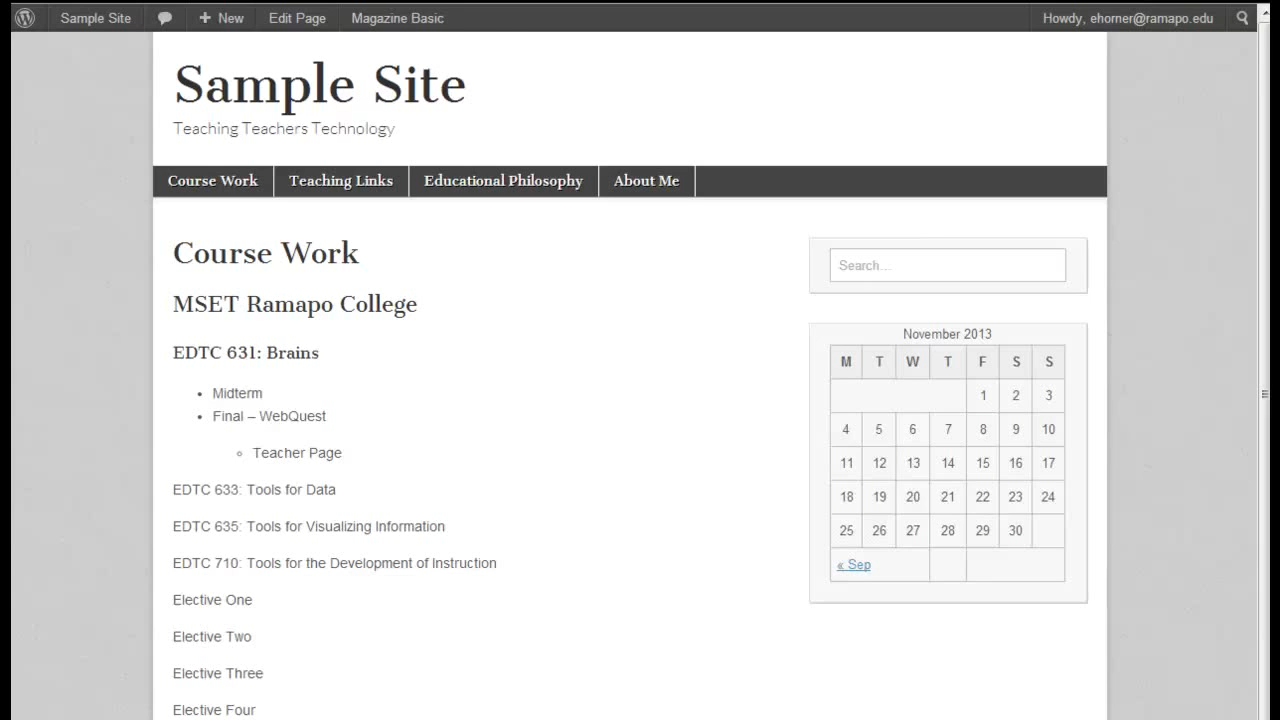 Sample Site New Edit Page Magazine Basic Howdy, ehorner@ramapo.edu
Sample Site
Teaching Teachers Technology
Course Work Teaching Links Educational Philosophy About Me
Course Work
MSET Ramapo College
EDTC 631: Brains
• Midterm
• Final – WebQuest
◦ Teacher Page
EDTC 633: Tools for Data
EDTC 635: Tools for Visualizing Information
EDTC 710: Tools for the Development of Instruction
Elective One
Elective Two
Elective Three
Elective Four
Search…
November 2013
M T W T F S S
1 2 3
4 5 6 7 8 9 10
11 12 13 14 15 16 17
18 19 20 21 22 23 24
25 26 27 28 29 30
« Sep